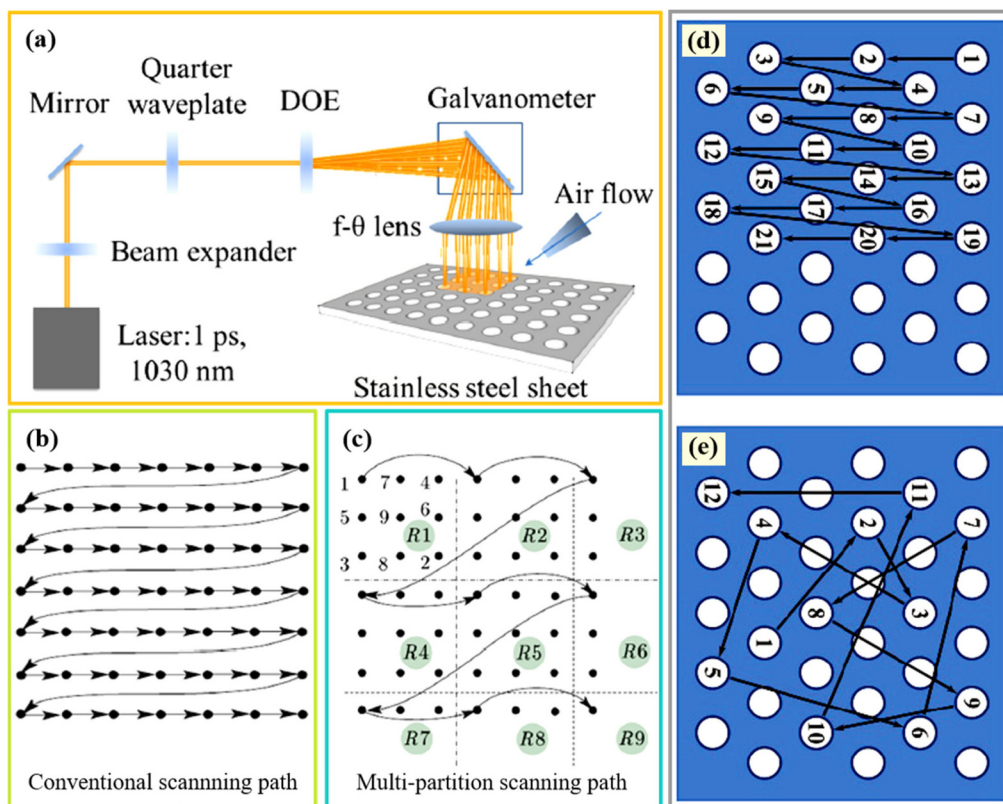 (a)
Quarter
waveplate
Mirror
DOE
Galvanometer
Air flow
f-θ lens
Beam expander
Laser:1 ps,
1030 nm
Stainless steel sheet
(b)
Conventional scannning path
(c)
1 7 4
6
5 9
R1 R2 R3
3 8 2
R4 R5 R6
R7 R8 R9
Multi-partition scanning path
(d)
3 2 1
6 5 4
9 8 7
12 11 10
15 14 13
18 17 16
21 20 19
(e)
12 11
4 2 7
8 3
1
5 9
10 6